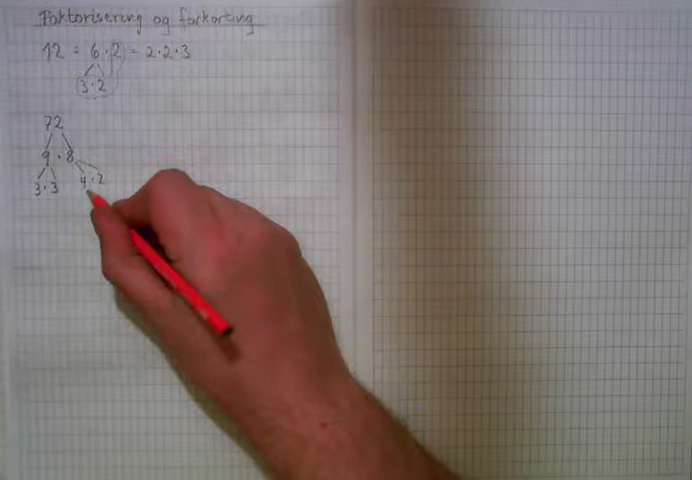 Faktorisering og forkorting
12 = 6 · 2 = 2 · 2 · 3
3 · 2
72
9 · 8
3 · 3 4 · 2